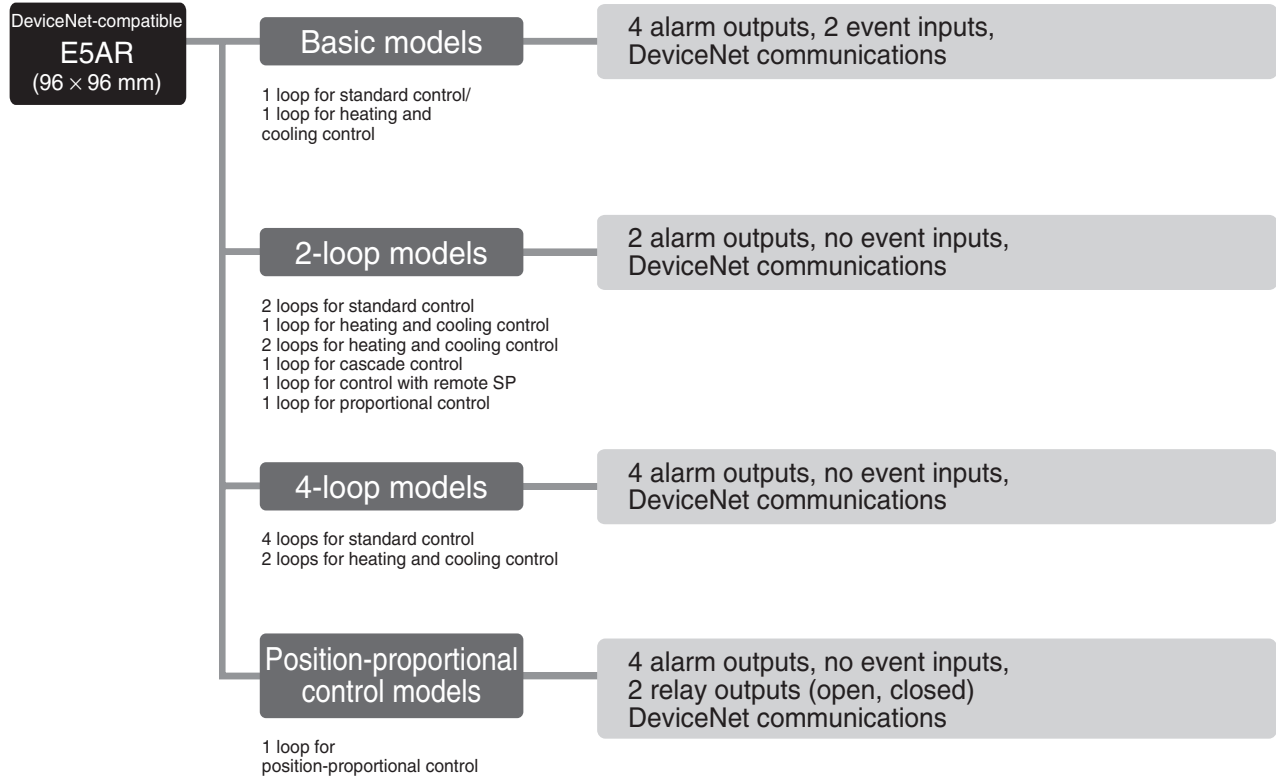 DeviceNet-compatible
E5AR
(96 × 96 mm)
Basic models
4 alarm outputs, 2 event inputs,
DeviceNet communications
1 loop for standard control/
1 loop for heating and
cooling control
2-loop models
2 alarm outputs, no event inputs,
DeviceNet communications
2 loops for standard control
1 loop for heating and cooling control
2 loops for heating and cooling control
1 loop for cascade control
1 loop for control with remote SP
1 loop for proportional control
4-loop models
4 alarm outputs, no event inputs,
DeviceNet communications
4 loops for standard control
2 loops for heating and cooling control
Position-proportional
control models
4 alarm outputs, no event inputs,
2 relay outputs (open, closed)
DeviceNet communications
1 loop for
position-proportional control